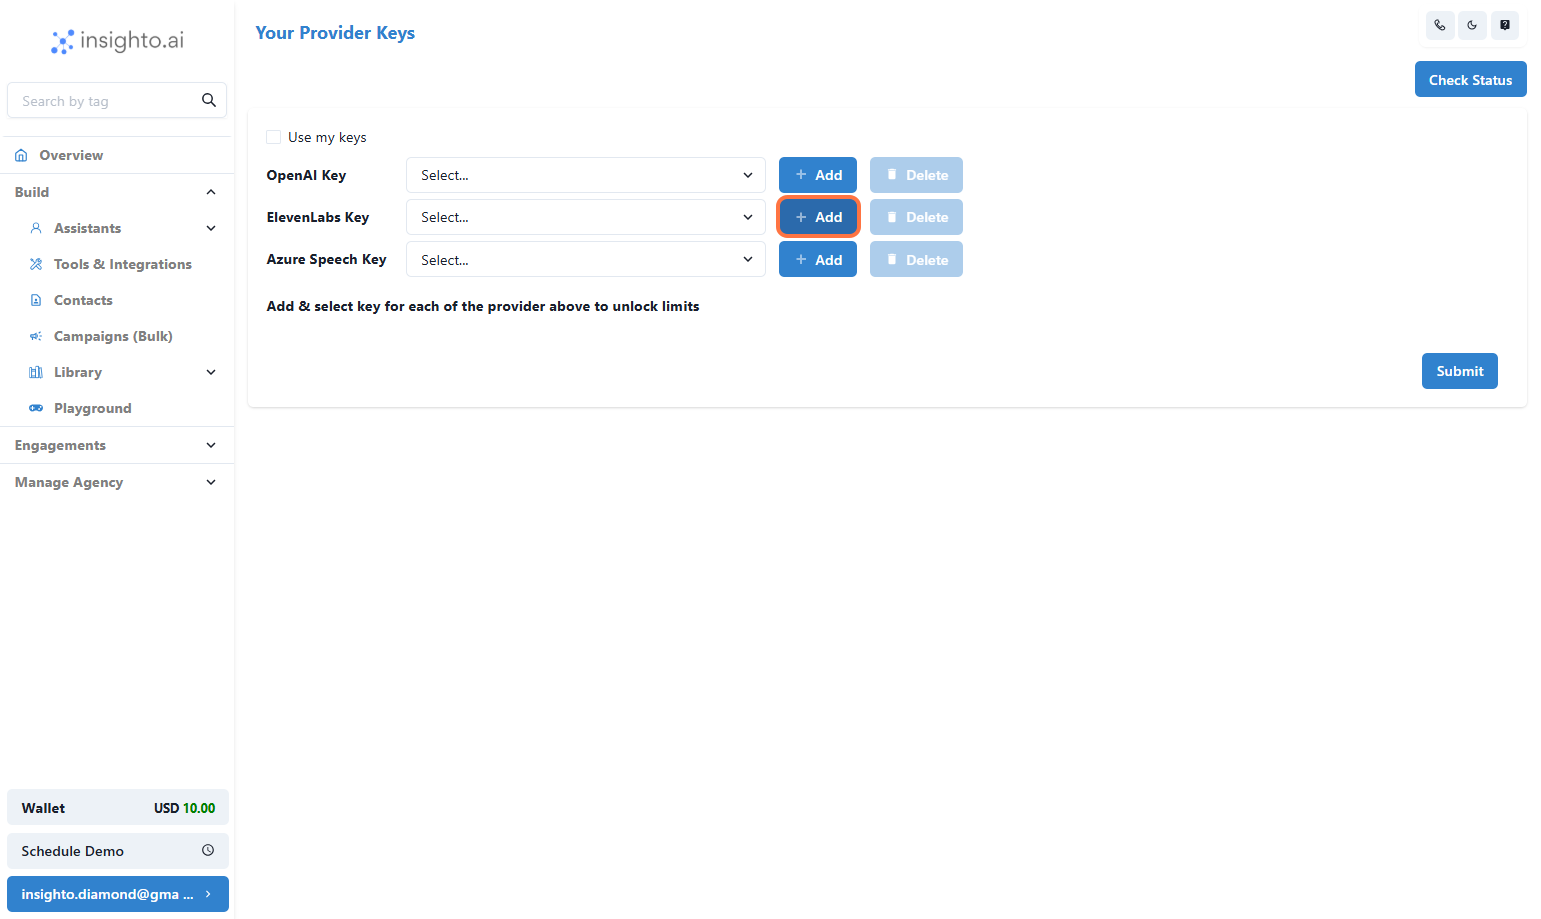 insighto.ai
Search by tag
Overview
Build
Assistants
Tools & Integrations
Contacts
Campaigns (Bulk)
Library
Playground
Engagements
Manage Agency
Wallet USD 10.00
Schedule Demo
insighto.diamond@gma ...
Your Provider Keys
Check Status
Use my keys
OpenAI Key Select... + Add Delete
ElevenLabs Key Select... + Add Delete
Azure Speech Key Select... + Add Delete
Add & select key for each of the provider above to unlock limits
Submit